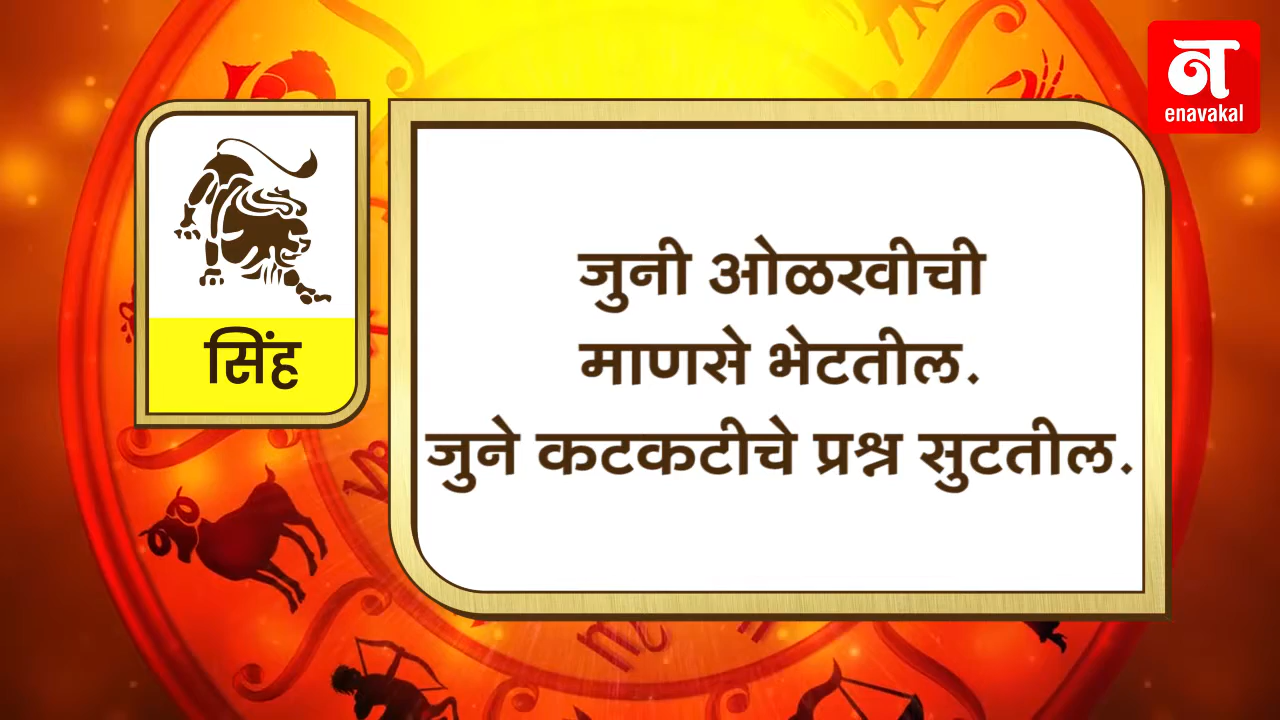 न
enavakal
सिंह
जुनी ओळखीची
माणसे भेटतील.
जुने कटकटीचे प्रश्न सुटतील.